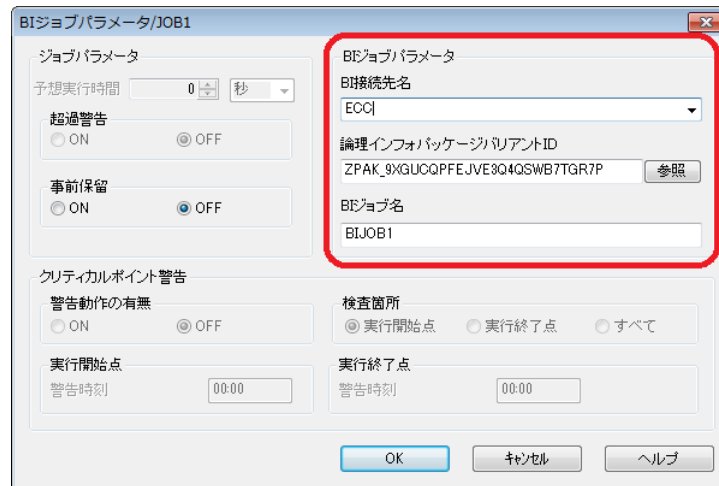 BIジョブパラメータ/JOB1
ジョブパラメータ
予想実行時間 0 秒
超過警告
ON OFF
事前保留
ON OFF
BIジョブパラメータ
BI接続先名
ECC
論理インフォパッケージバリアントID
ZPAK_9XGUCQPFEJVE3Q4QSWB7TGR7P 参照
BIジョブ名
BIJOB1
クリティカルポイント警告
警告動作の有無
ON OFF
検査箇所
実行開始点 実行終了点 すべて
実行開始点
警告時刻 00:00
実行終了点
警告時刻 00:00
OK キャンセル ヘルプ